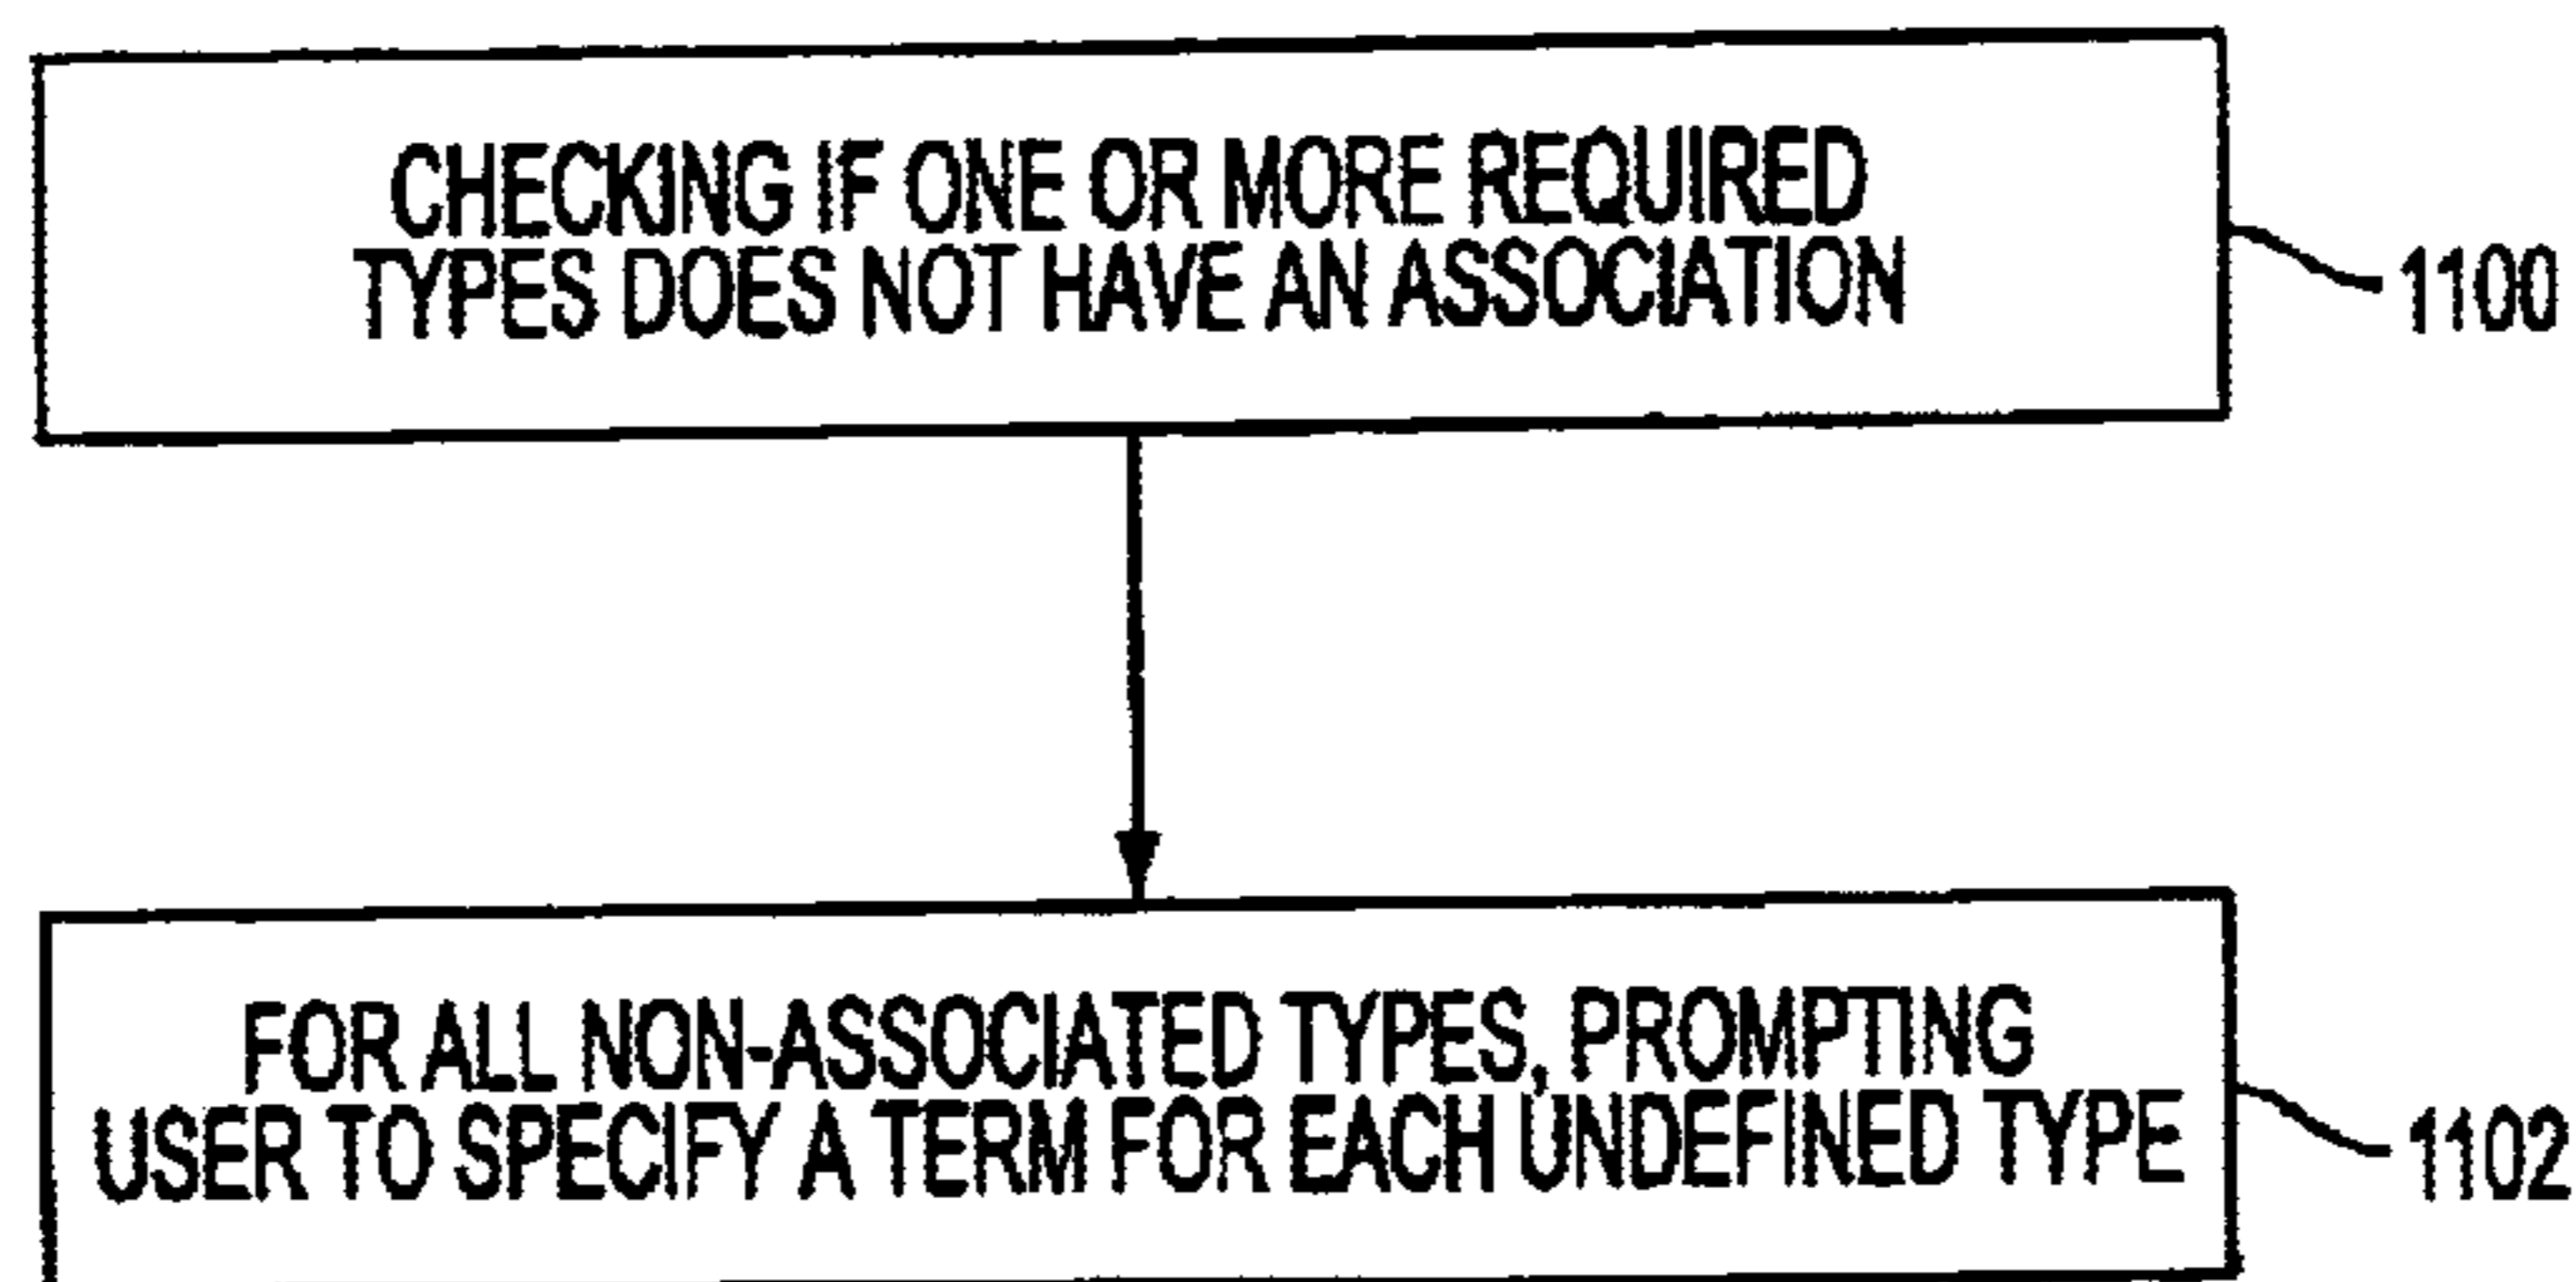 CHECKING IF ONE OR MORE REQUIRED
TYPES DOES NOT HAVE AN ASSOCIATION
1100
FOR ALL NON-ASSOCIATED TYPES, PROMPTING
USER TO SPECIFY A TERM FOR EACH UNDEFINED TYPE
1102